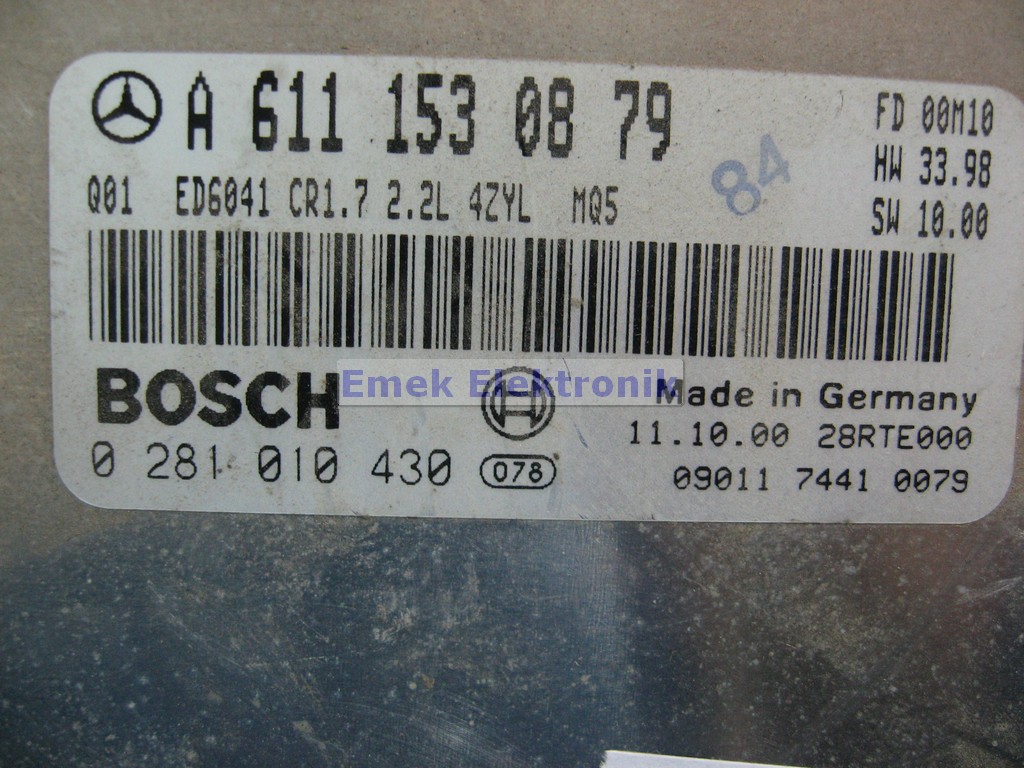 A 611 153 08 79
FD 00M10
HW 33.98
SW 10.00
84
Q01 ED6041 CR1.7 2.2L 4ZYL MQ5
Emek Elektronik
BOSCH
Made in Germany
11.10.00 28RTE000
0 281 010 430 078
09011 7441 0079